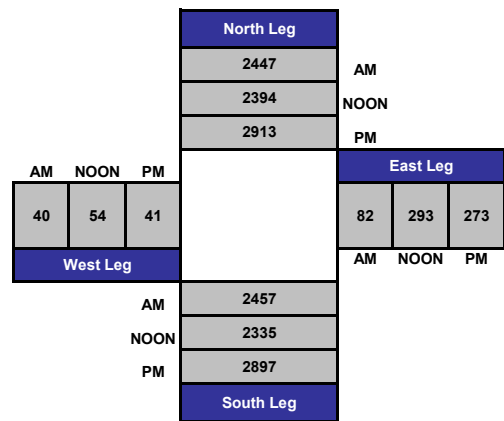 North Leg
2447 AM
2394 NOON
2913 PM
AM NOON PM East Leg
40 54 41 82 293 273
West Leg AM NOON PM
AM 2457
NOON 2335
PM 2897
South Leg